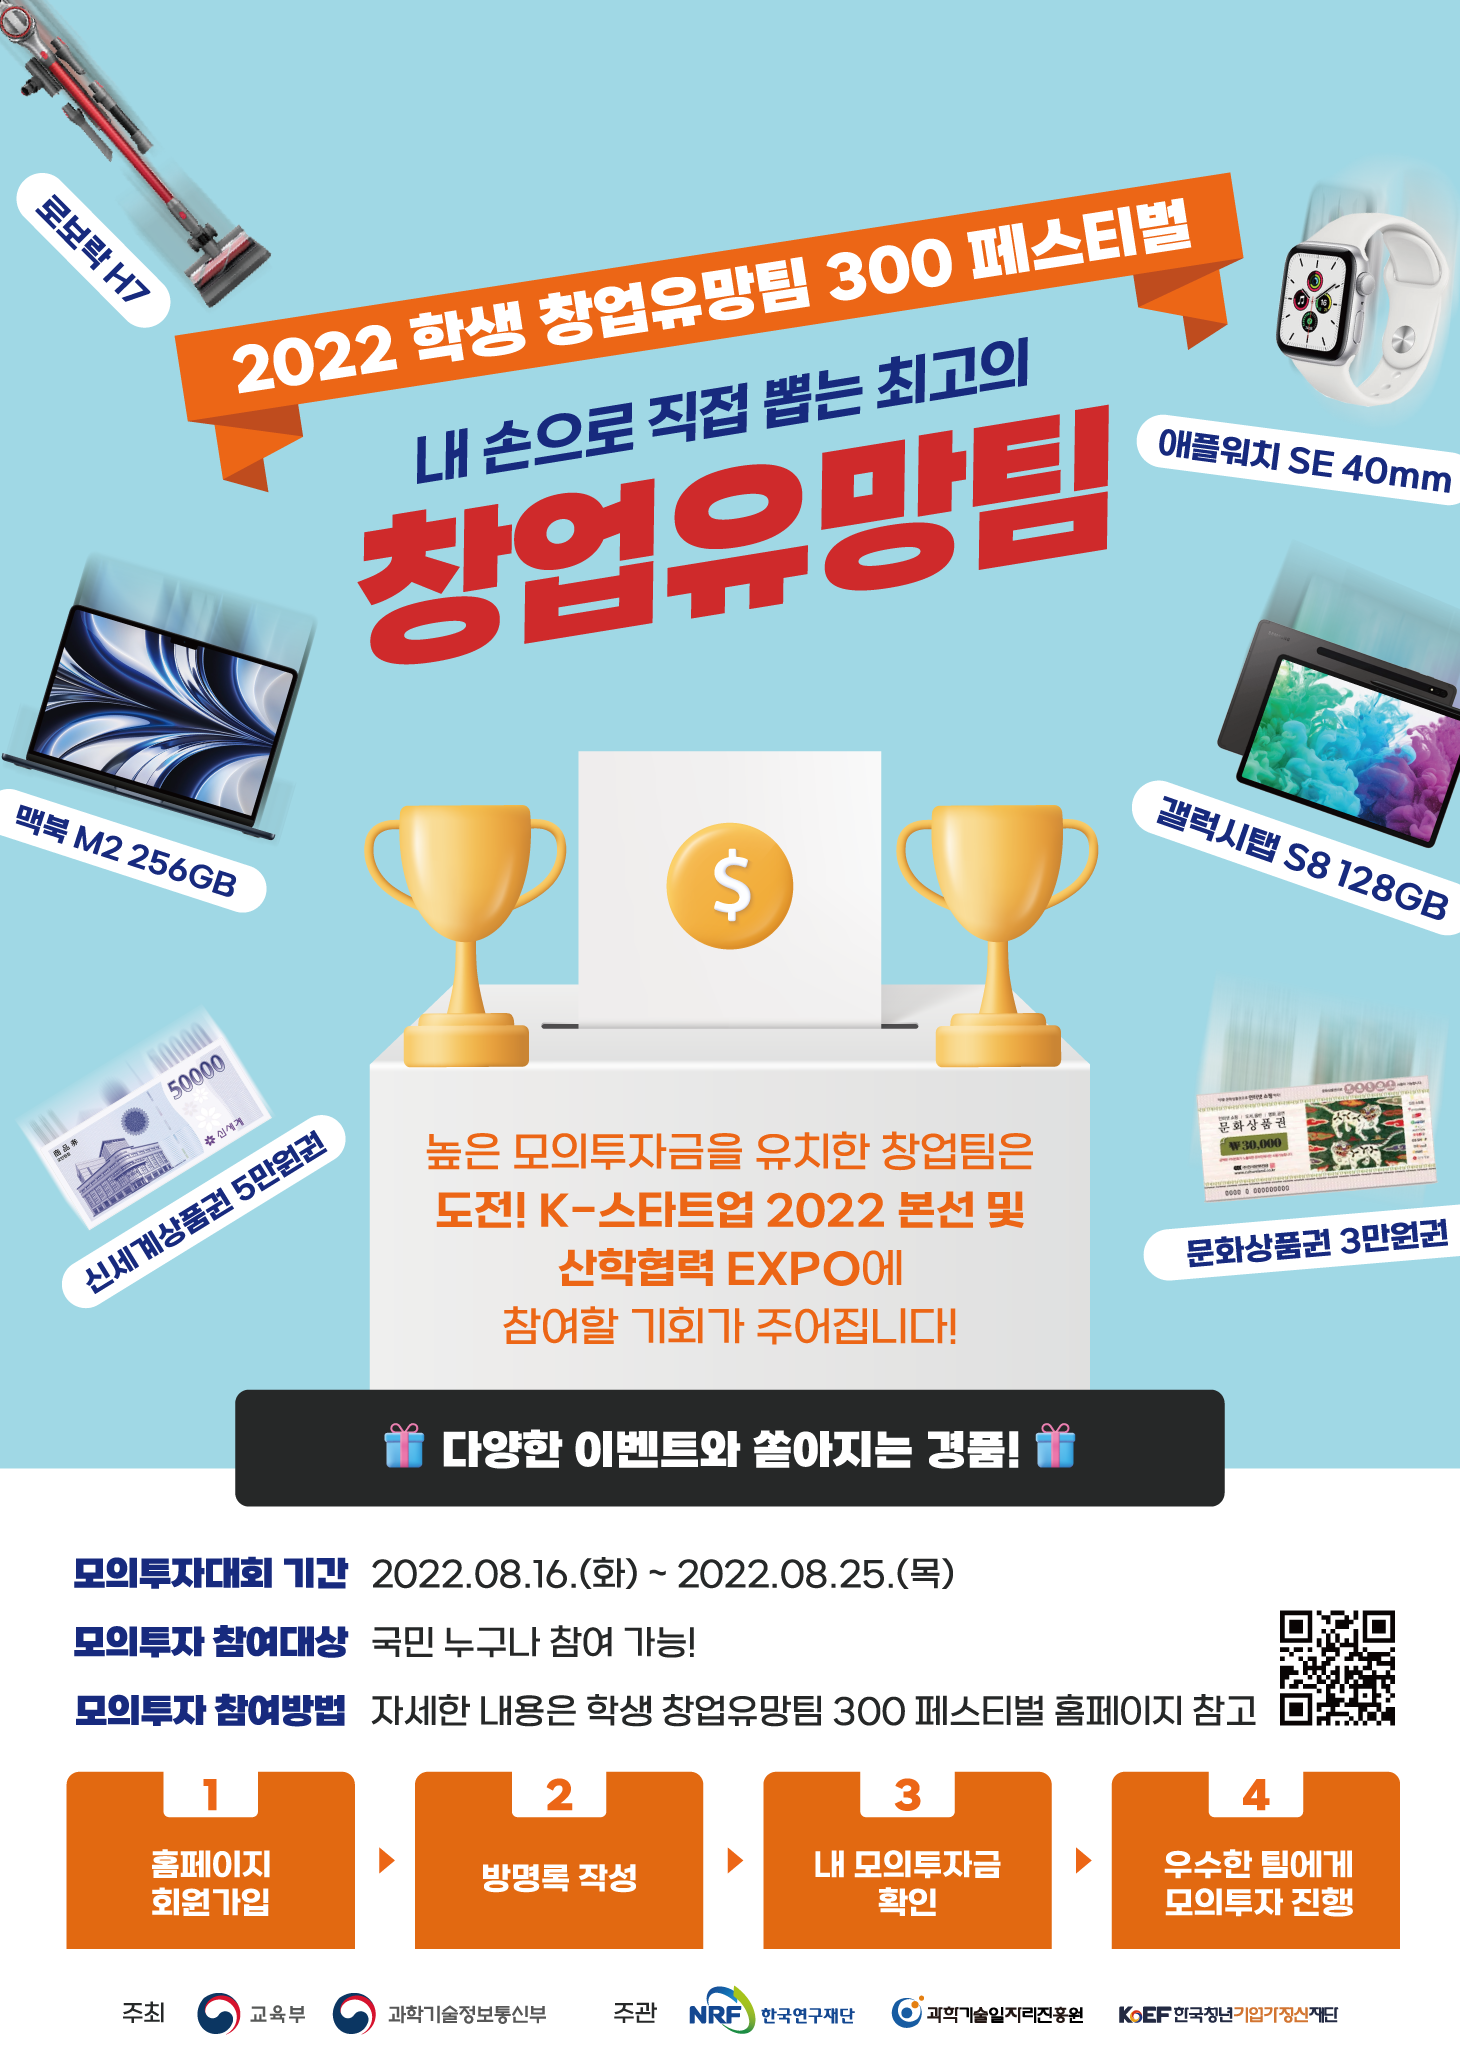 로보락 H7
2022 학생 창업유망팀 300 페스티벌
내 손으로 직접 뽑는 최고의
창업유망팀
애플워치 SE 40mm
맥북 M2 256GB
갤럭시탭 S8 128GB
$
50000
신세계
신세계상품권 5만원권
문화상품권
₩30,000
문화상품권 3만원권
높은 모의투자금을 유치한 창업팀은
도전! K-스타트업 2022 본선 및
산학협력 EXPO에
참여할 기회가 주어집니다!
다양한 이벤트와 쏟아지는 경품!
모의투자대회 기간 2022.08.16.(화) ~ 2022.08.25.(목)
모의투자 참여대상 국민 누구나 참여 가능!
모의투자 참여방법 자세한 내용은 학생 창업유망팀 300 페스티벌 홈페이지 참고
1
홈페이지
회원가입
2
방명록 작성
3
내 모의투자금
확인
4
우수한 팀에게
모의투자 진행
주최 교육부 과학기술정보통신부 주관 NRF 한국연구재단 과학기술일자리진흥원 KoEF 한국청년기업가정신재단